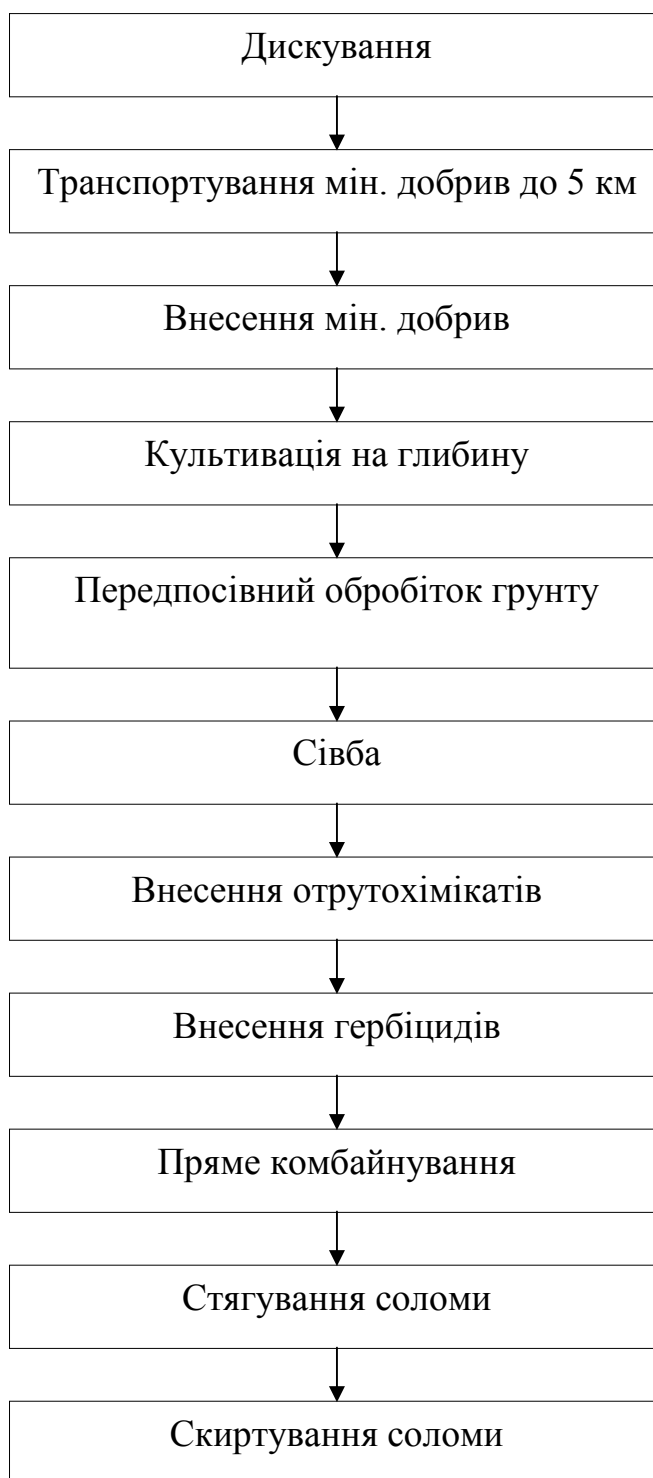 Дискування
Транспортування мін. добрив до 5 км
Внесення мін. добрив
Культивація на глибину
Передпосівний обробіток грунту
Сівба
Внесення отрутохімікатів
Внесення гербіцидів
Пряме комбайнування
Стягування соломи
Скиртування соломи